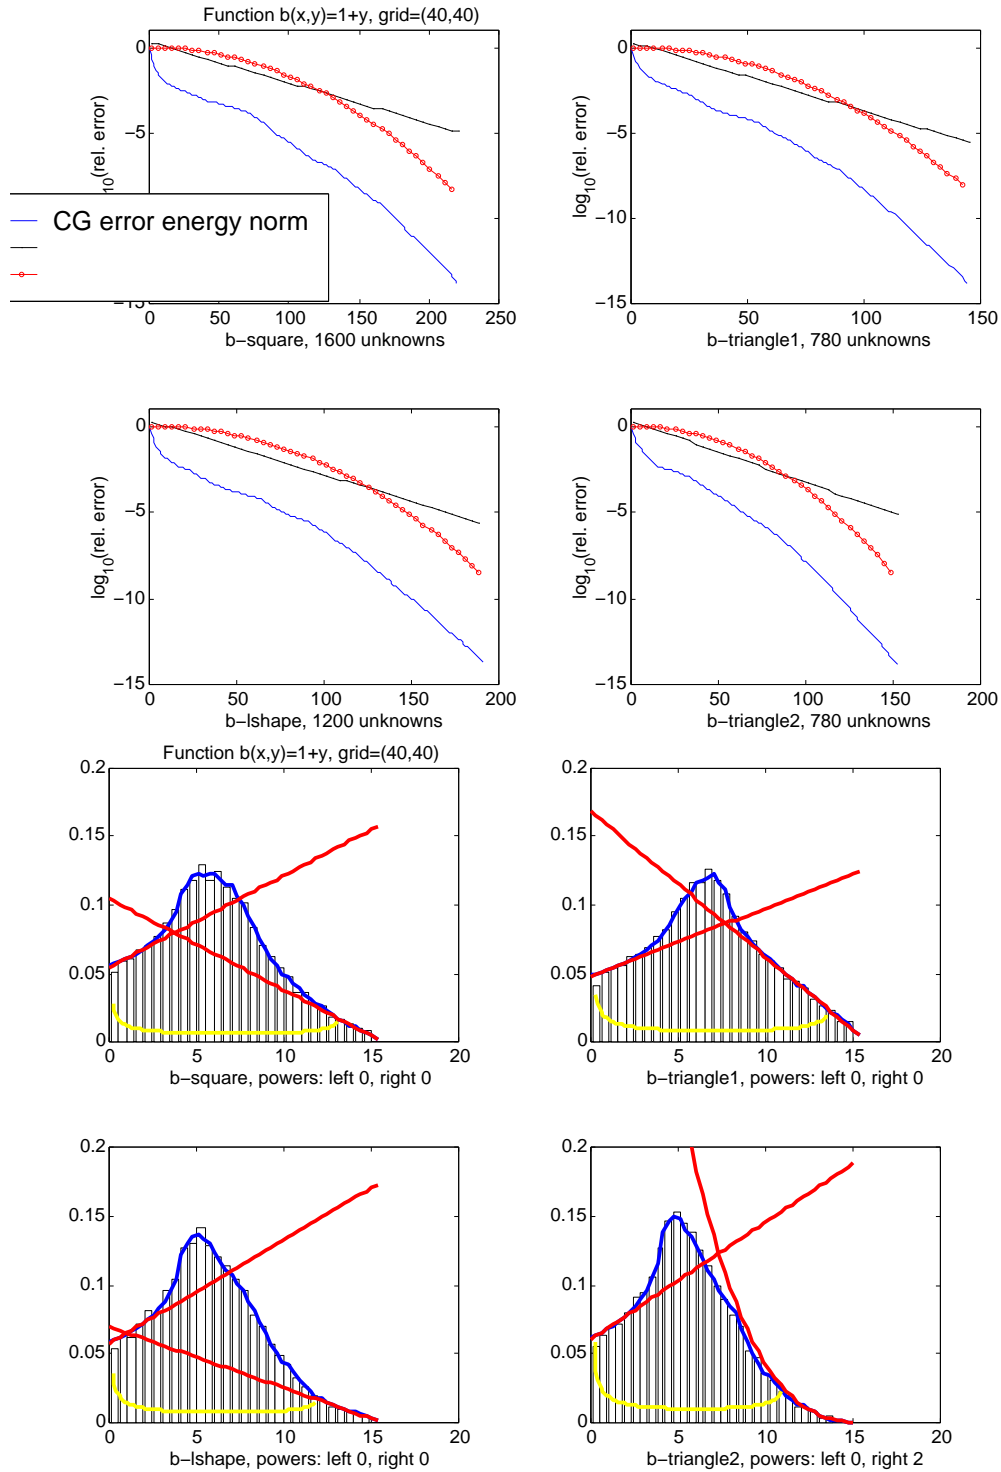 Function b(x,y)=1+y, grid=(40,40)
0
−5
−15
10(rel. error)
CG error energy norm
0 50 100 150 200 250
b−square, 1600 unknowns
0
−5
−10
−15
log10(rel. error)
0 50 100 150
b−triangle1, 780 unknowns
0
−5
−10
−15
log10(rel. error)
0 50 100 150 200
b−lshape, 1200 unknowns
0
−5
−10
−15
log10(rel. error)
0 50 100 150 200
b−triangle2, 780 unknowns
Function b(x,y)=1+y, grid=(40,40)
0.2
0.15
0.1
0.05
0
0 5 10 15 20
b−square, powers: left 0, right 0
0.2
0.15
0.1
0.05
0
0 5 10 15 20
b−triangle1, powers: left 0, right 0
0.2
0.15
0.1
0.05
0
0 5 10 15 20
b−lshape, powers: left 0, right 0
0.2
0.15
0.1
0.05
0
0 5 10 15 20
b−triangle2, powers: left 0, right 2